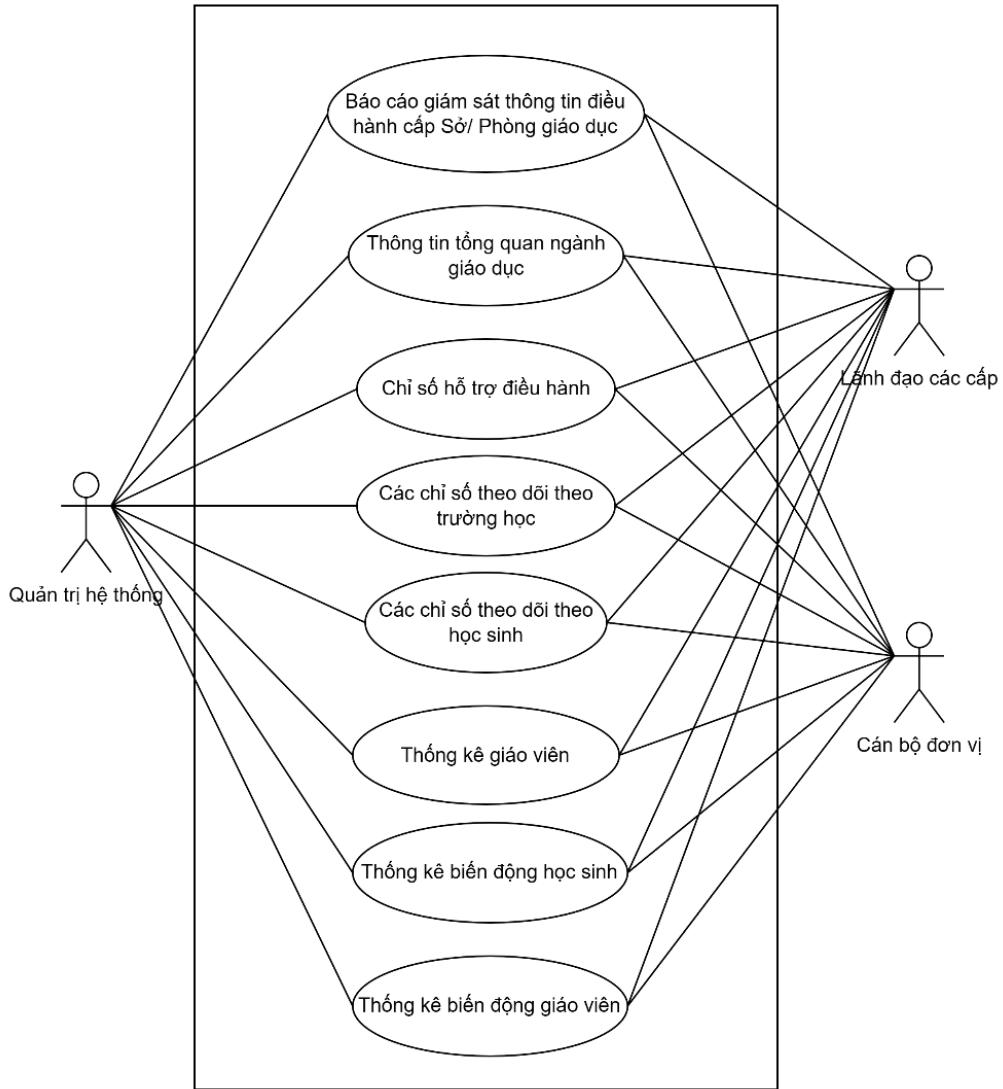 Báo cáo giám sát thông tin điều
hành cấp Sở/ Phòng giáo dục
Thông tin tổng quan ngành
giáo dục
Chỉ số hỗ trợ điều hành
Lãnh đạo các cấp
Các chỉ số theo dõi theo
trường học
Quản trị hệ thống
Các chỉ số theo dõi theo
học sinh
Thống kê giáo viên
Cán bộ đơn vị
Thống kê biến động học sinh
Thống kê biến động giáo viên